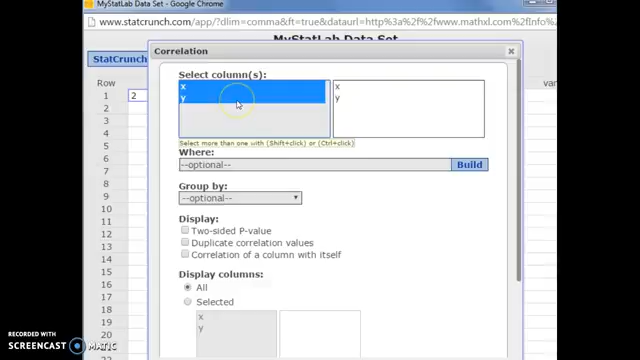 MyStatLab Data Set - Google Chrome
www.statcrunch.com/app/?dlim=comma&ft=true&dataurl=http%3a%2f%2fwww.mathxl.com/Info/
MyStatLab Data Set
StatCrunch
Correlation
Row
var
Select column(s):
x
y
x
y
Select more than one with (Shift+click) or (Ctrl+click)
Where:
--optional--
Build
Group by:
--optional--
Display:
Two-sided P-value
Duplicate correlation values
Correlation of a column with itself
Display columns:
All
Selected
x
y
1
2
2
3
4
5
6
7
8
9
10
11
12
13
14
15
16
17
18
RECORDED WITH
SCREENCAST MATIC